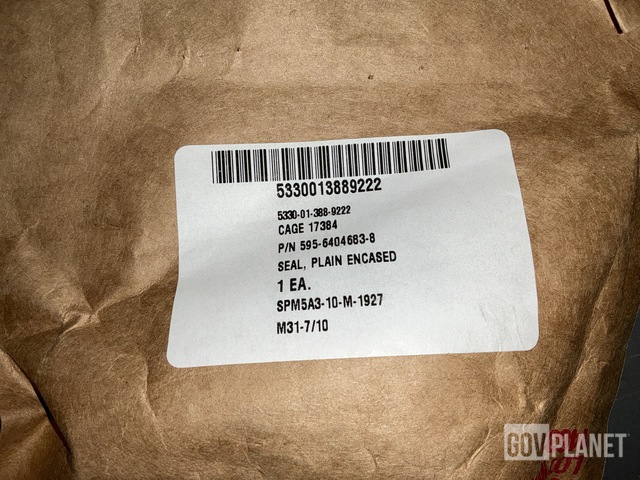 5330013889222
5330-01-388-9222
CAGE 17384
P/N 595-6404683-8
SEAL, PLAIN ENCASED
1 EA.
SPM5A3-10-M-1927
M31-7/10
GOVPLANET